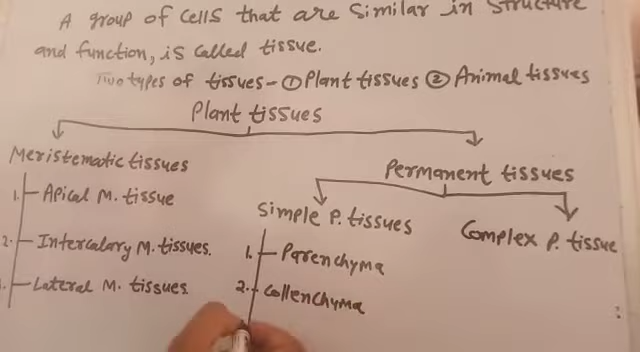 A group of cells that are similar in structure
and function, is called tissue.
Two types of tissues - ① Plant tissues ② Animal tissues
Plant tissues
Meristematic tissues
1. Apical M. tissue
2. Intercalary M. tissues.
Lateral M. tissues.
Permanent tissues
Simple P. tissues
1. Parenchyma
2. Collenchyma
Complex P. tissue